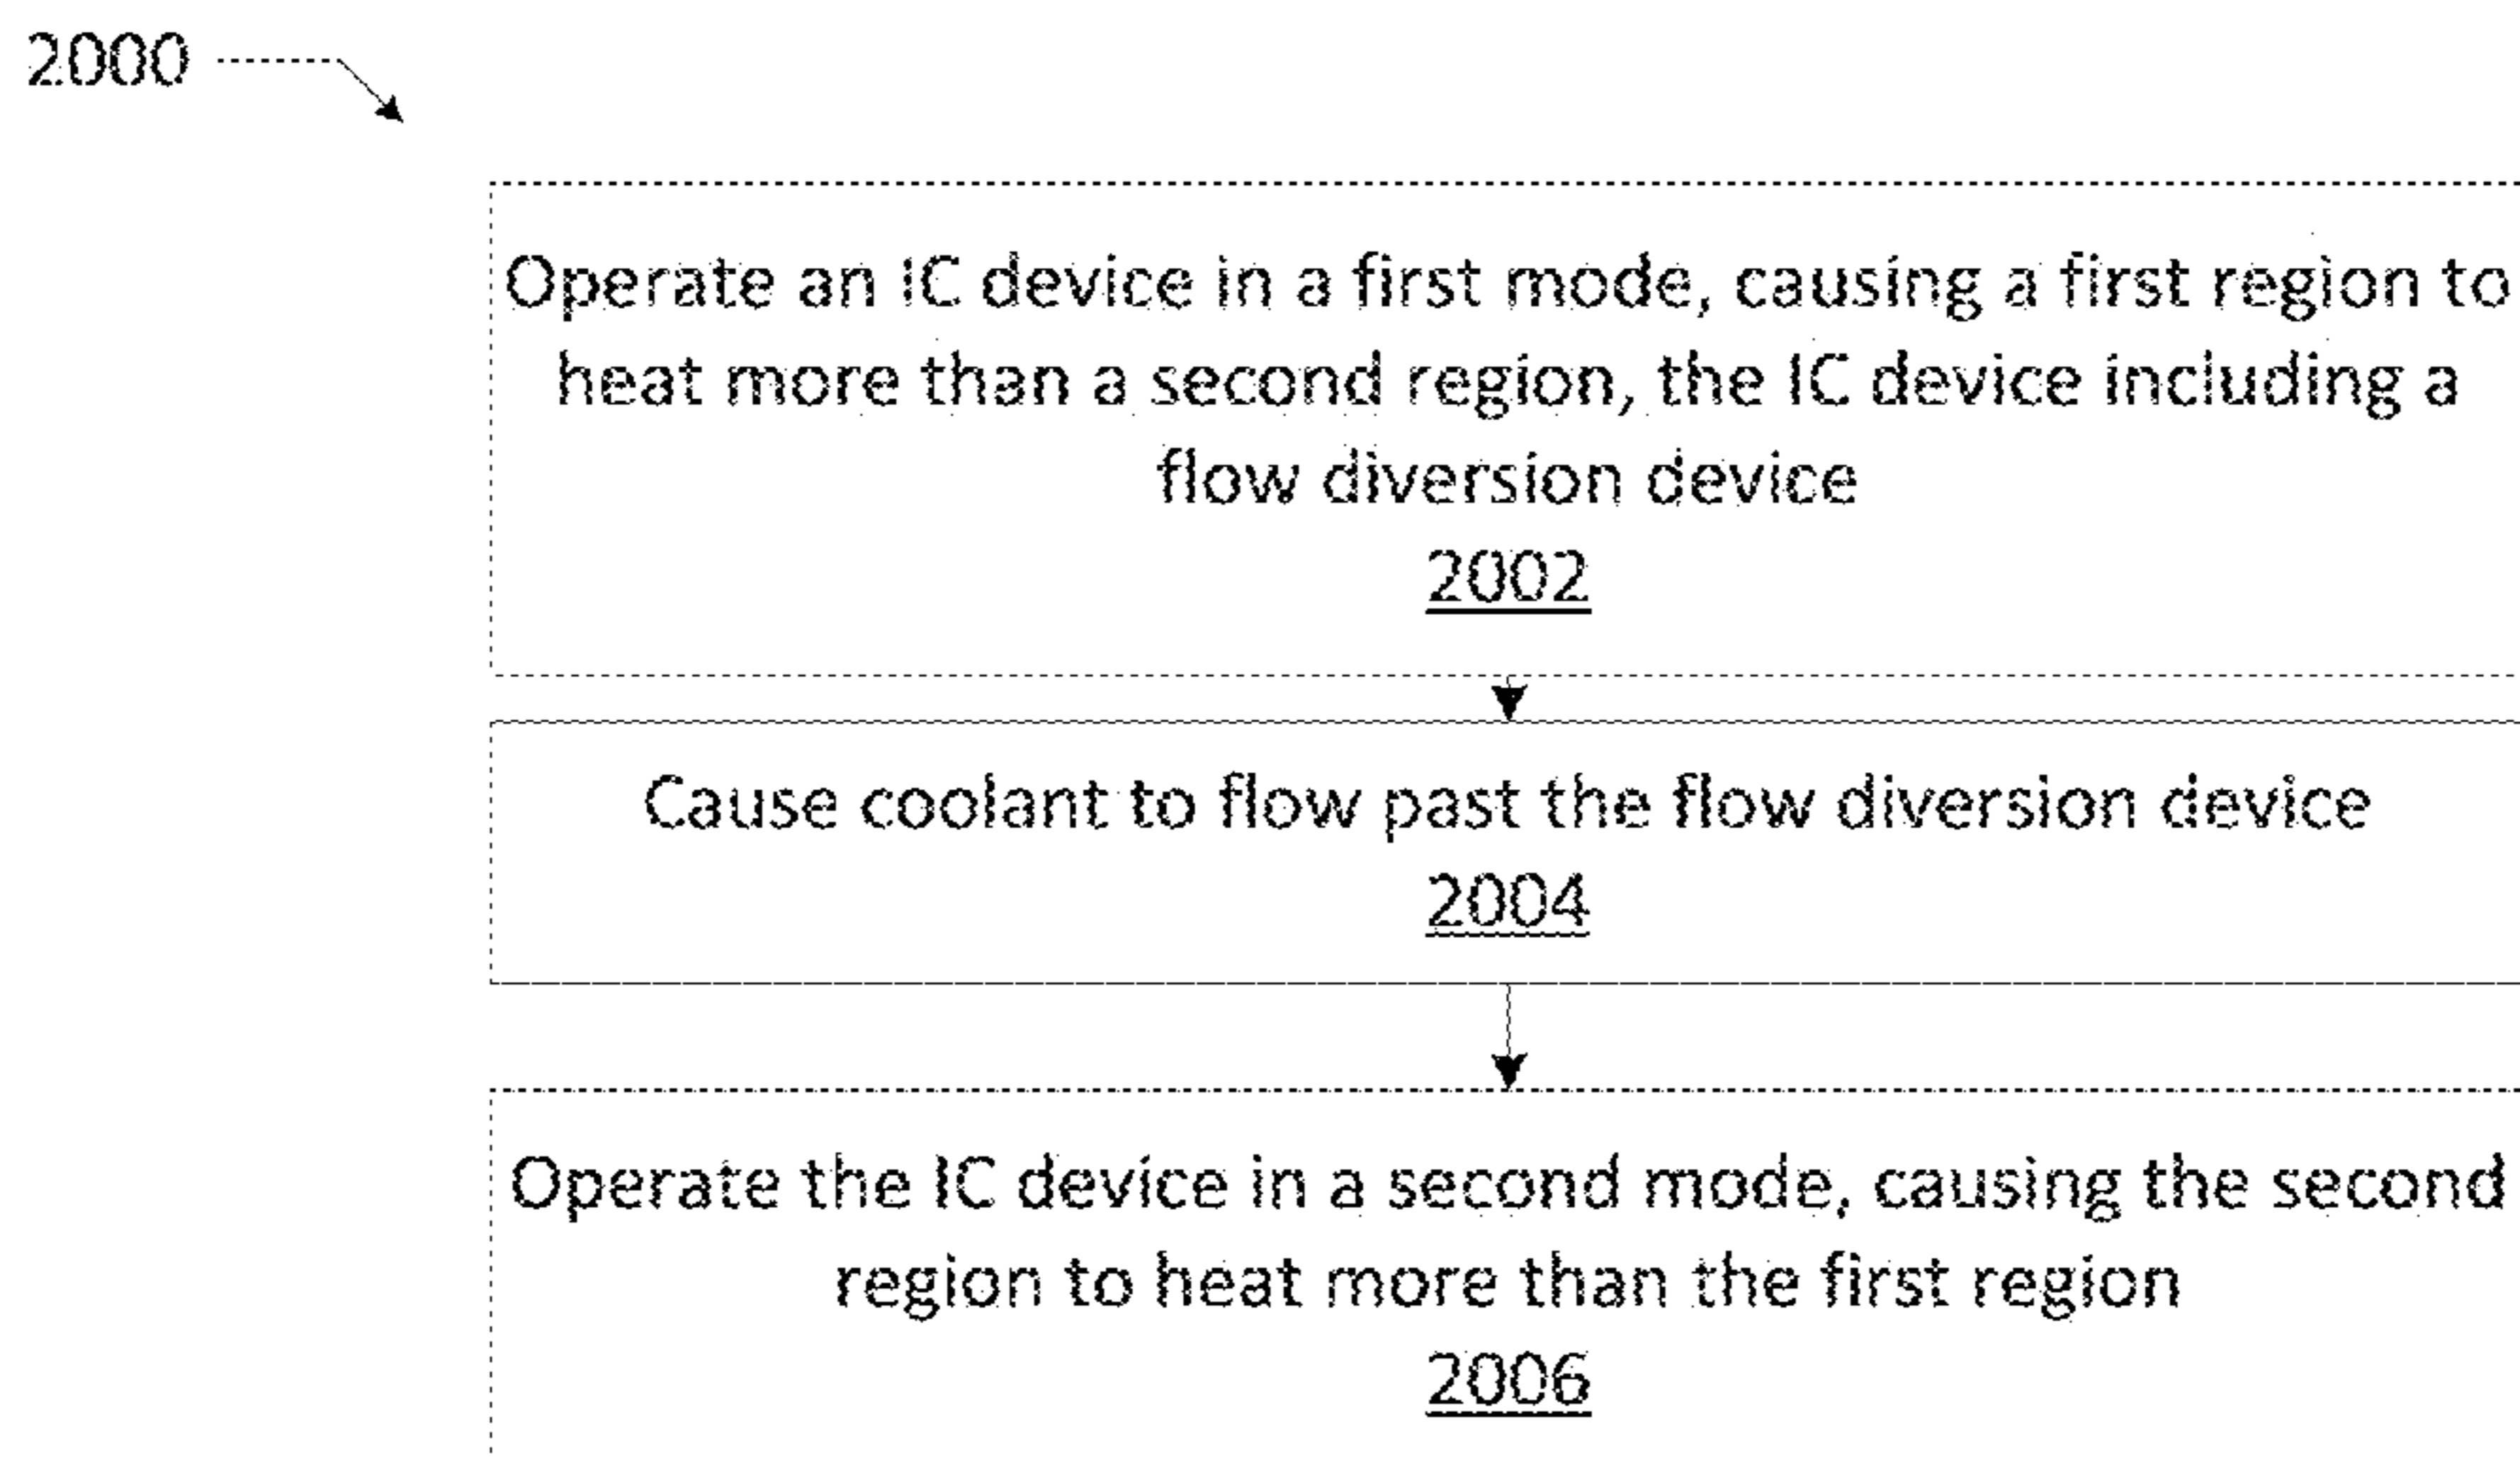 2000
Operate an IC device in a first mode, causing a first region to
heat more than a second region, the IC device including a
flow diversion device
2002
Cause coolant to flow past the flow diversion device
2004
Operate the IC device in a second mode, causing the second
region to heat more than the first region
2006